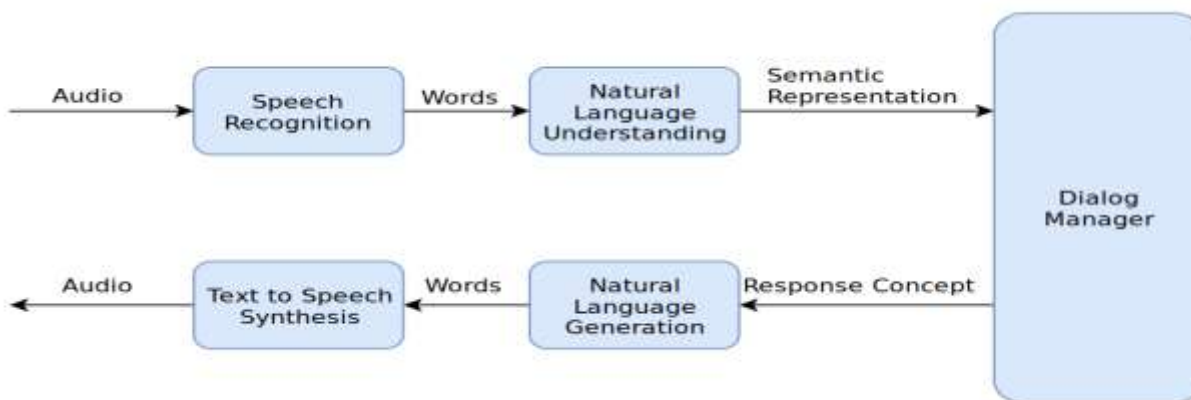 Audio
Speech
Recognition
Words
Natural
Language
Understanding
Semantic
Representation
Dialog
Manager
Audio
Text to Speech
Synthesis
Words
Natural
Language
Generation
Response Concept